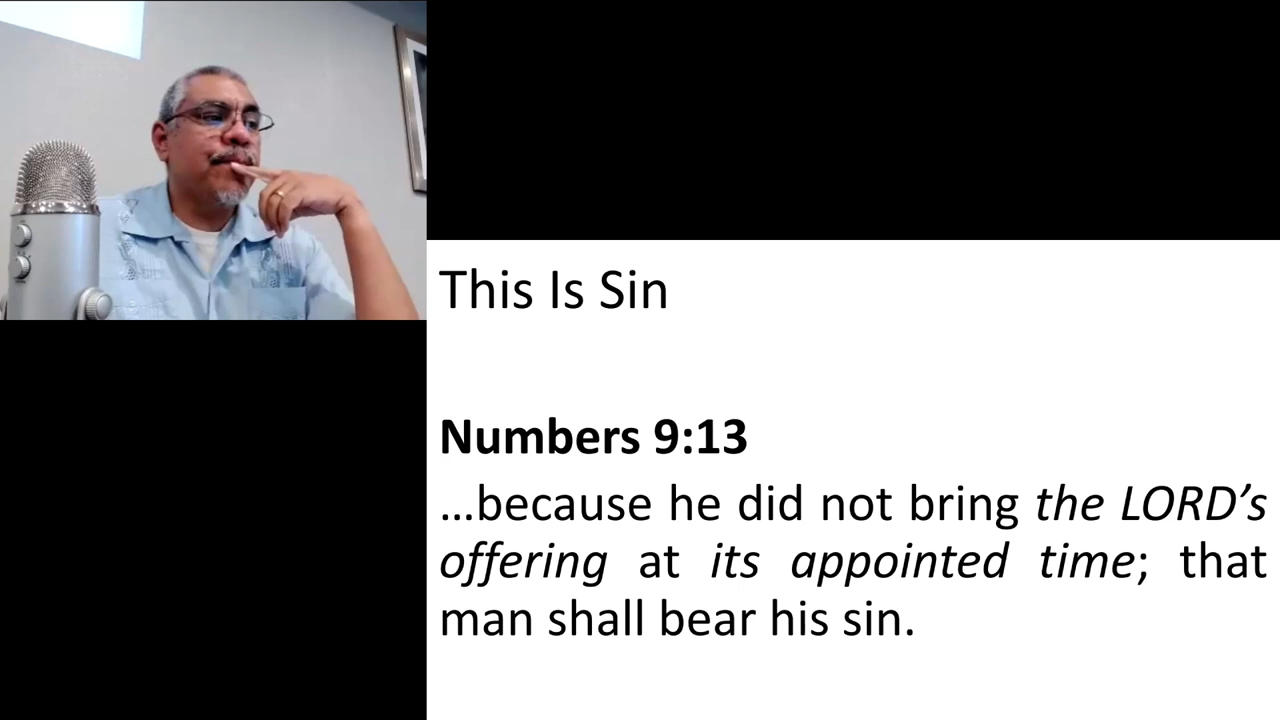 This Is Sin
Numbers 9:13
…because he did not bring the LORD’s
offering at its appointed time; that
man shall bear his sin.